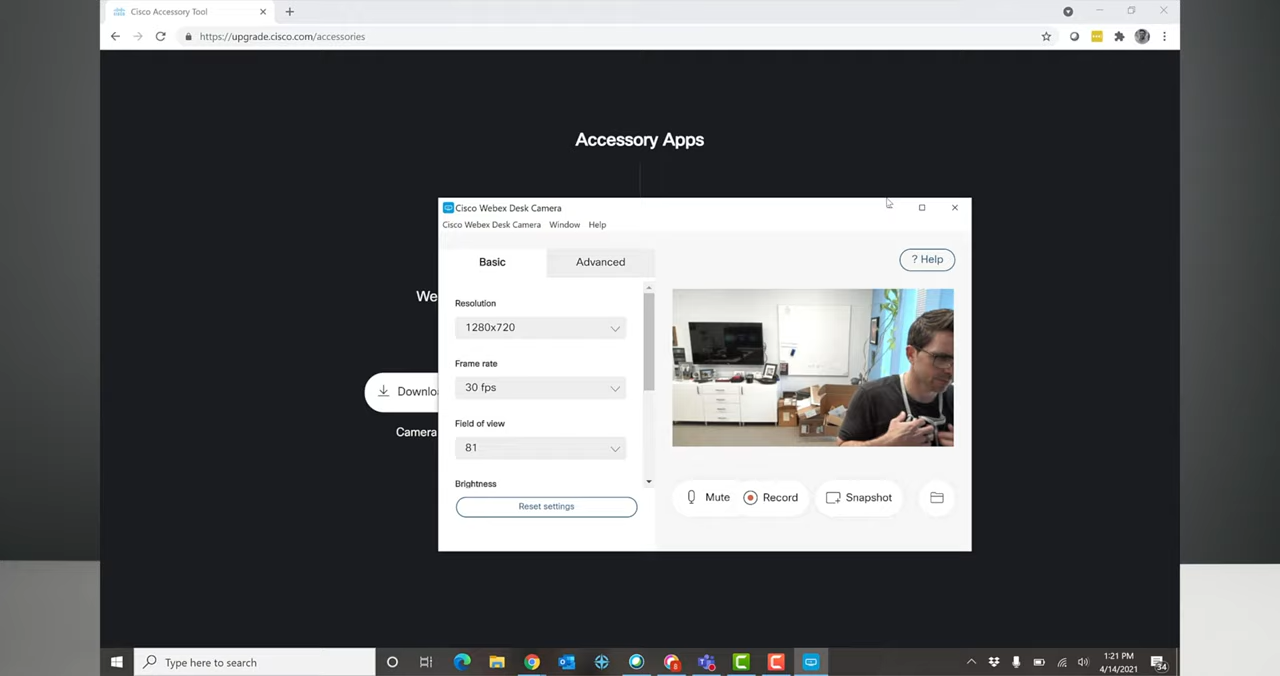 Cisco Accessory Tool
https://upgrade.cisco.com/accessories
Accessory Apps
Cisco Webex Desk Camera
Cisco Webex Desk Camera Window Help
Basic Advanced
? Help
Resolution
1280x720
Frame rate
30 fps
Field of view
81
Brightness
Reset settings
Mute Record Snapshot
We
Downlo
Camera
Type here to search
1:21 PM
4/14/2021
34
8